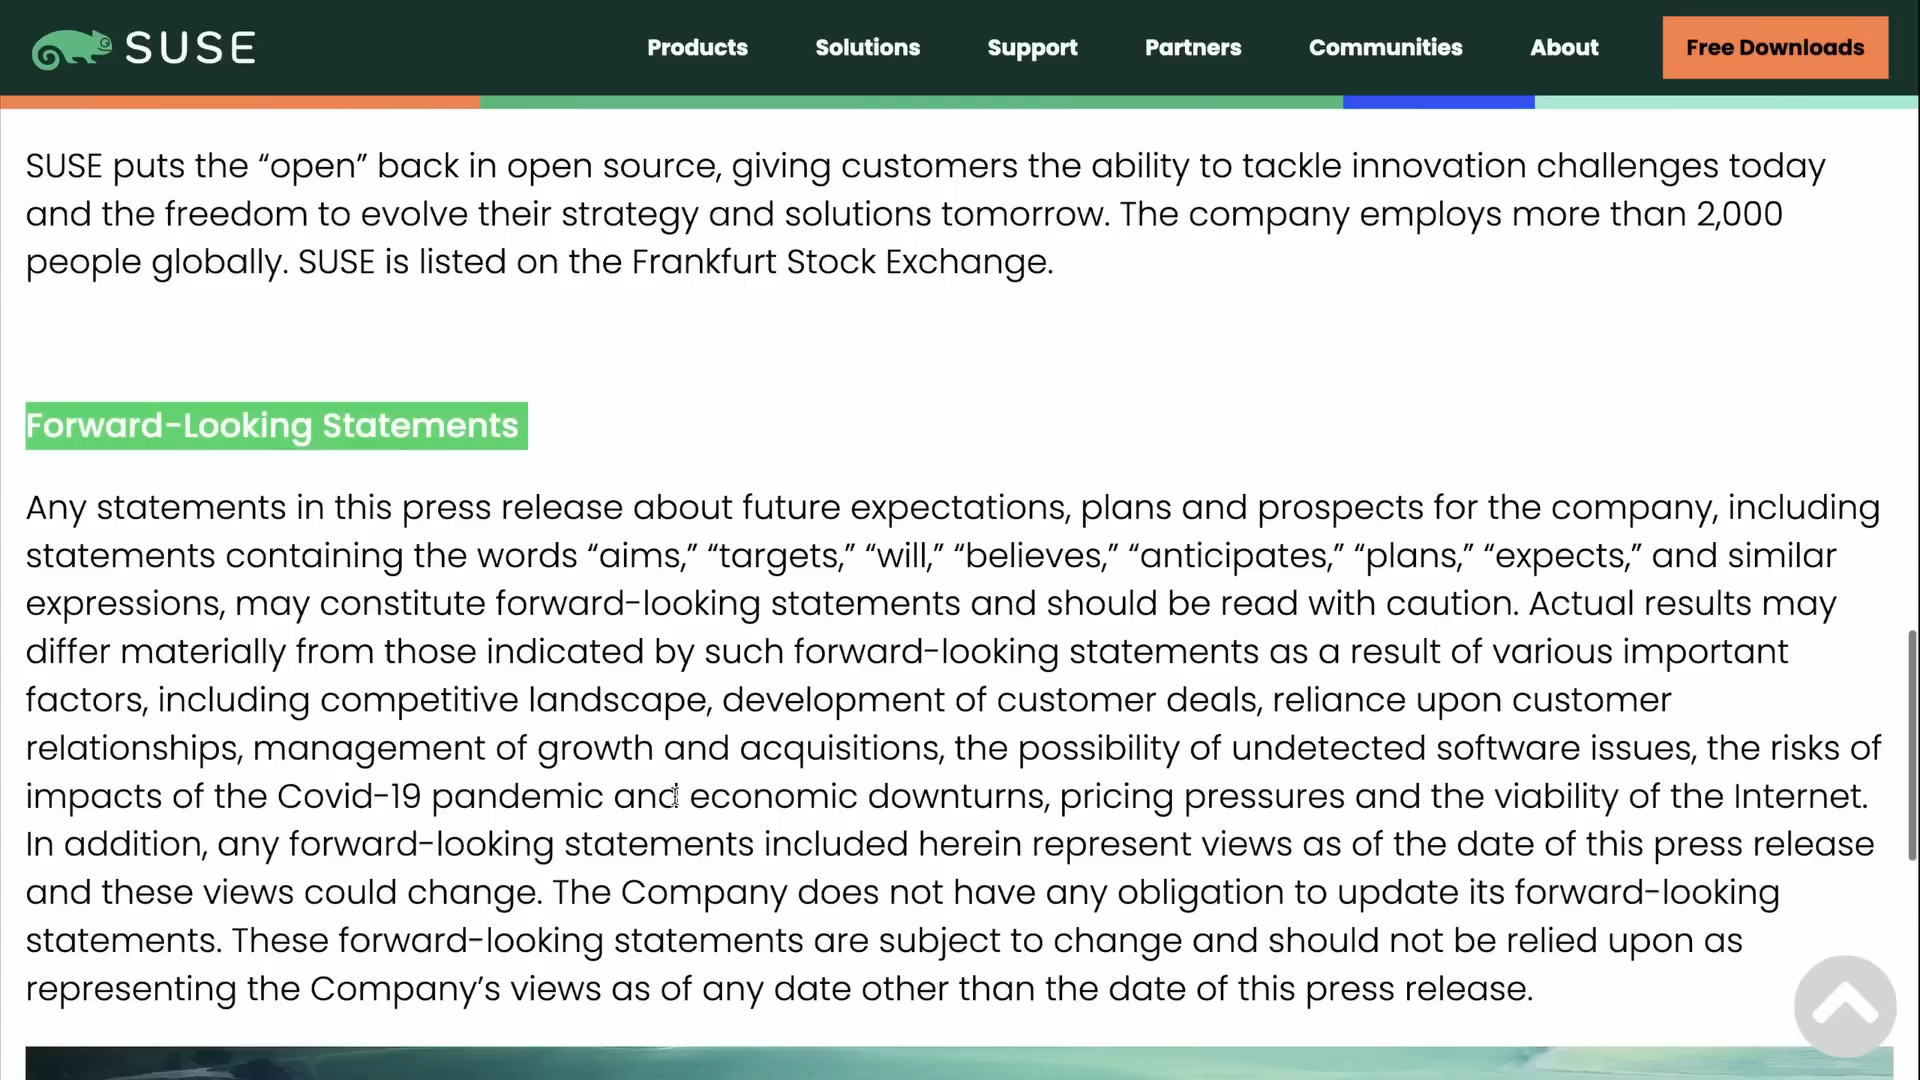 SUSE
Products Solutions Support Partners Communities About Free Downloads
SUSE puts the “open” back in open source, giving customers the ability to tackle innovation challenges today
and the freedom to evolve their strategy and solutions tomorrow. The company employs more than 2,000
people globally. SUSE is listed on the Frankfurt Stock Exchange.
Forward-Looking Statements
Any statements in this press release about future expectations, plans and prospects for the company, including
statements containing the words “aims,” “targets,” “will,” “believes,” “anticipates,” “plans,” “expects,” and similar
expressions, may constitute forward-looking statements and should be read with caution. Actual results may
differ materially from those indicated by such forward-looking statements as a result of various important
factors, including competitive landscape, development of customer deals, reliance upon customer
relationships, management of growth and acquisitions, the possibility of undetected software issues, the risks of
impacts of the Covid-19 pandemic and economic downturns, pricing pressures and the viability of the Internet.
In addition, any forward-looking statements included herein represent views as of the date of this press release
and these views could change. The Company does not have any obligation to update its forward-looking
statements. These forward-looking statements are subject to change and should not be relied upon as
representing the Company’s views as of any date other than the date of this press release.